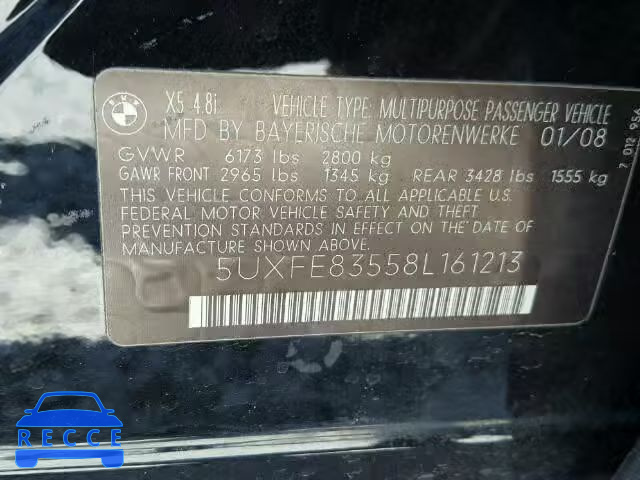 BMW
X5 4.8i VEHICLE TYPE: MULTIPURPOSE PASSENGER VEHICLE
MFD BY BAYERISCHE MOTORENWERKE 01/08
GVWR 6173 lbs 2800 kg
GAWR FRONT 2965 lbs 1345 kg REAR 3428 lbs 1555 kg
THIS VEHICLE CONFORMS TO ALL APPLICABLE U.S.
FEDERAL MOTOR VEHICLE SAFETY AND THEFT
PREVENTION STANDARDS IN EFFECT ON THE DATE
OF MANUFACTURE SHOWN ABOVE.
5UXFE83558L161213
RECCE